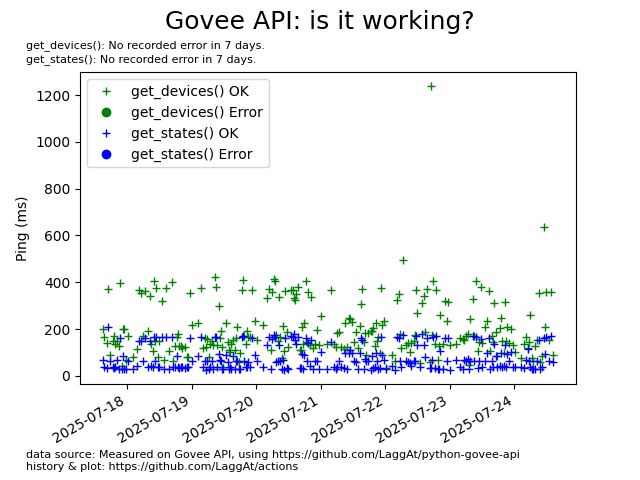 Govee API: is it working?
get_devices(): No recorded error in 7 days.
get_states(): No recorded error in 7 days.
get_devices() OK
get_devices() Error
get_states() OK
get_states() Error
Ping (ms)
1200
1000
800
600
400
200
0
2025-07-18
2025-07-19
2025-07-20
2025-07-21
2025-07-22
2025-07-23
2025-07-24
data source: Measured on Govee API, using https://github.com/LaggAt/python-govee-api
history & plot: https://github.com/LaggAt/actions